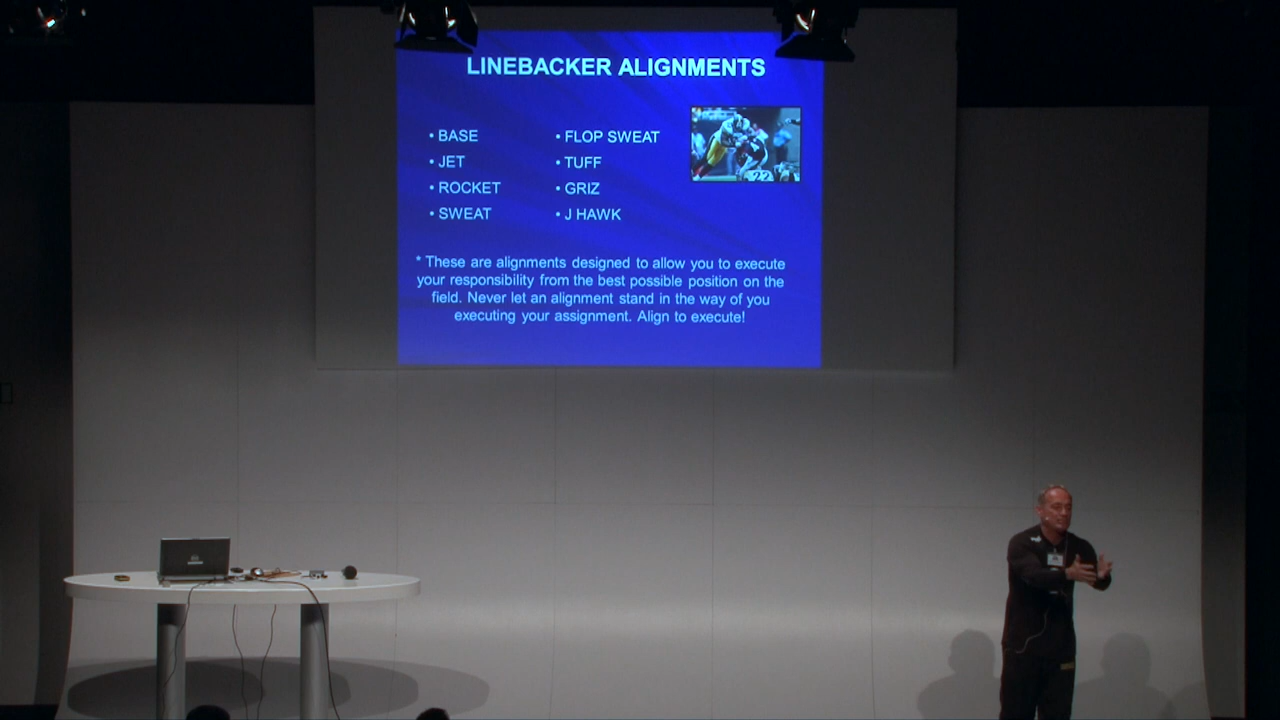 LINEBACKER ALIGNMENTS
• BASE
• JET
• ROCKET
• SWEAT
• FLOP SWEAT
• TUFF
• GRIZ
• J HAWK
* These are alignments designed to allow you to execute
your responsibility from the best possible position on the
field. Never let an alignment stand in the way of you
executing your assignment. Align to execute!
22